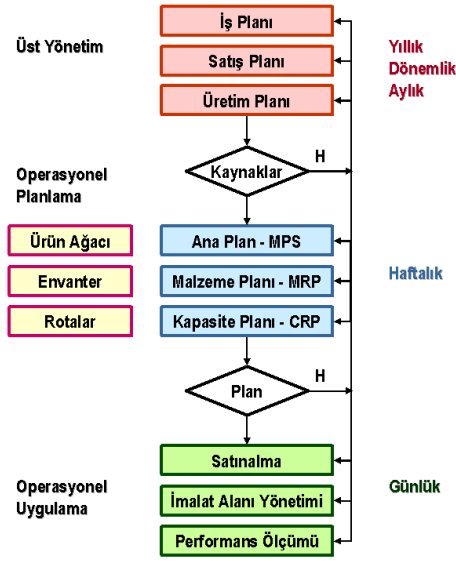 İş Planı
Üst Yönetim
Satış Planı
Üretim Planı
Yıllık
Dönemlik
Aylık
Kaynaklar
H
Operasyonel
Planlama
Ürün Ağacı
Ana Plan - MPS
Envanter
Malzeme Planı - MRP
Haftalık
Rotalar
Kapasite Planı - CRP
Plan
H
Satınalma
Operasyonel
Uygulama
İmalat Alanı Yönetimi
Günlük
Performans Ölçümü